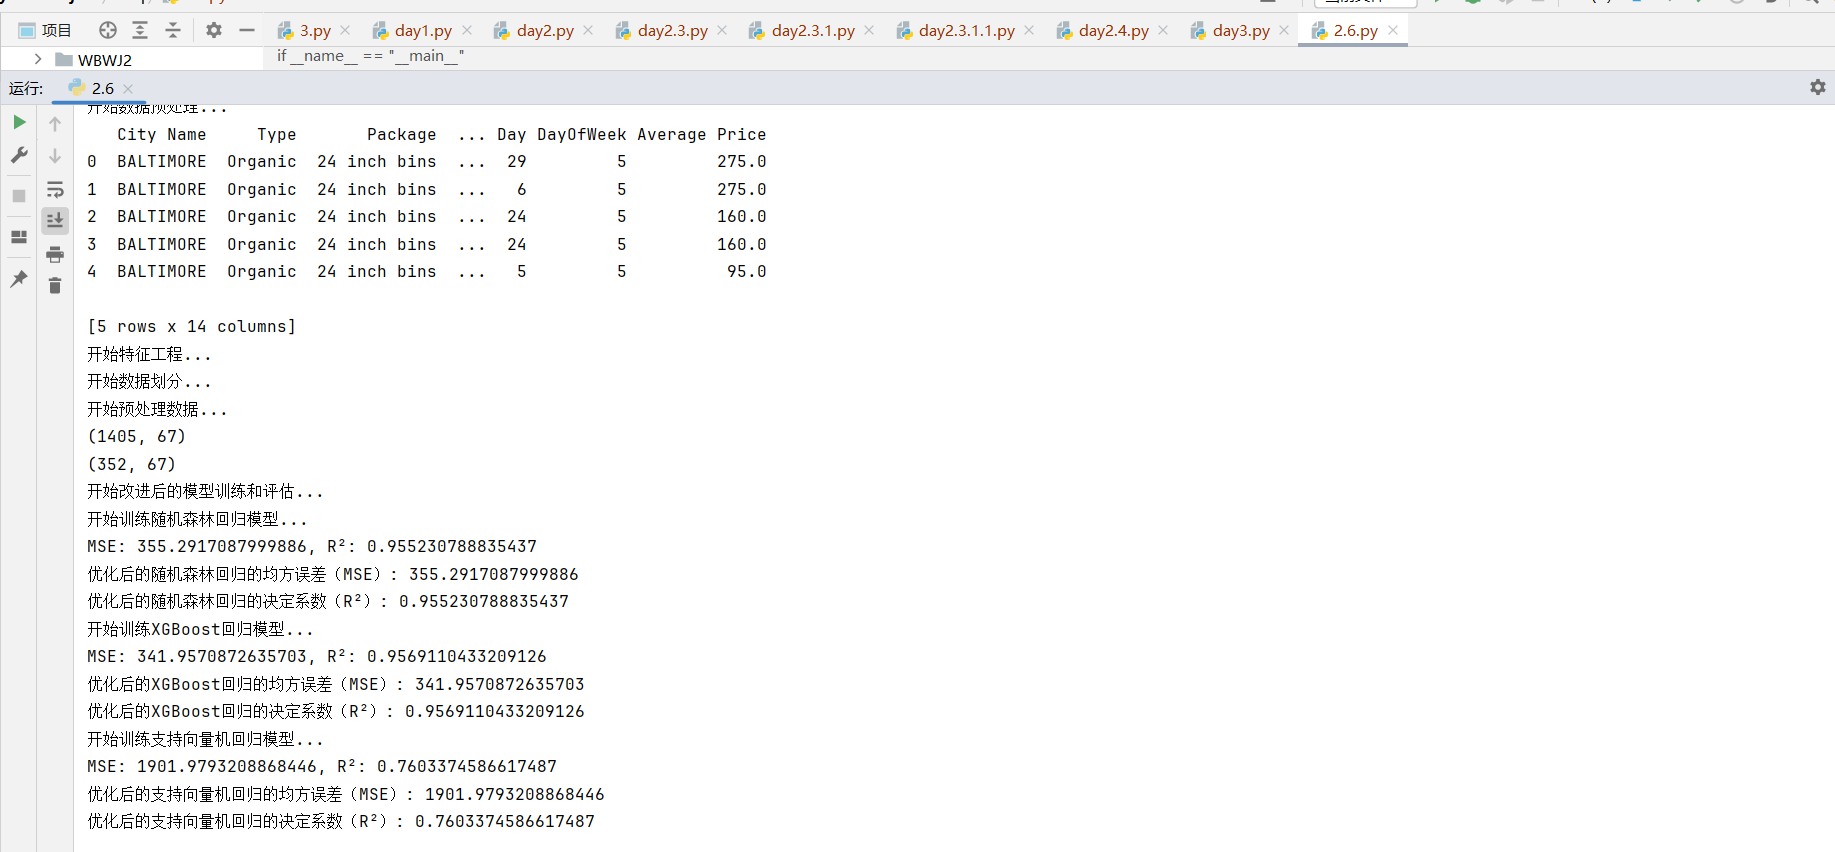 项目 3.py day1.py day2.py day2.3.py day2.3.1.py day2.3.1.1.py day2.4.py day3.py 2.6.py
WBWJ2 if __name__ == "__main__"
运行: 2.6
开始数据预处理...
City Name Type Package ... Day DayOfWeek Average Price
0 BALTIMORE Organic 24 inch bins ... 29 5 275.0
1 BALTIMORE Organic 24 inch bins ... 6 5 275.0
2 BALTIMORE Organic 24 inch bins ... 24 5 160.0
3 BALTIMORE Organic 24 inch bins ... 24 5 160.0
4 BALTIMORE Organic 24 inch bins ... 5 5 95.0
[5 rows x 14 columns]
开始特征工程...
开始数据划分...
开始预处理数据...
(1405, 67)
(352, 67)
开始改进后的模型训练和评估...
开始训练随机森林回归模型...
MSE: 355.2917087999886, R²: 0.955230788835437
优化后的随机森林回归的均方误差（MSE）: 355.2917087999886
优化后的随机森林回归的决定系数（R²）: 0.955230788835437
开始训练XGBoost回归模型...
MSE: 341.9570872635703, R²: 0.9569110433209126
优化后的XGBoost回归的均方误差（MSE）: 341.9570872635703
优化后的XGBoost回归的决定系数（R²）: 0.9569110433209126
开始训练支持向量机回归模型...
MSE: 1901.9793208868446, R²: 0.7603374586617487
优化后的支持向量机回归的均方误差（MSE）: 1901.9793208868446
优化后的支持向量机回归的决定系数（R²）: 0.7603374586617487